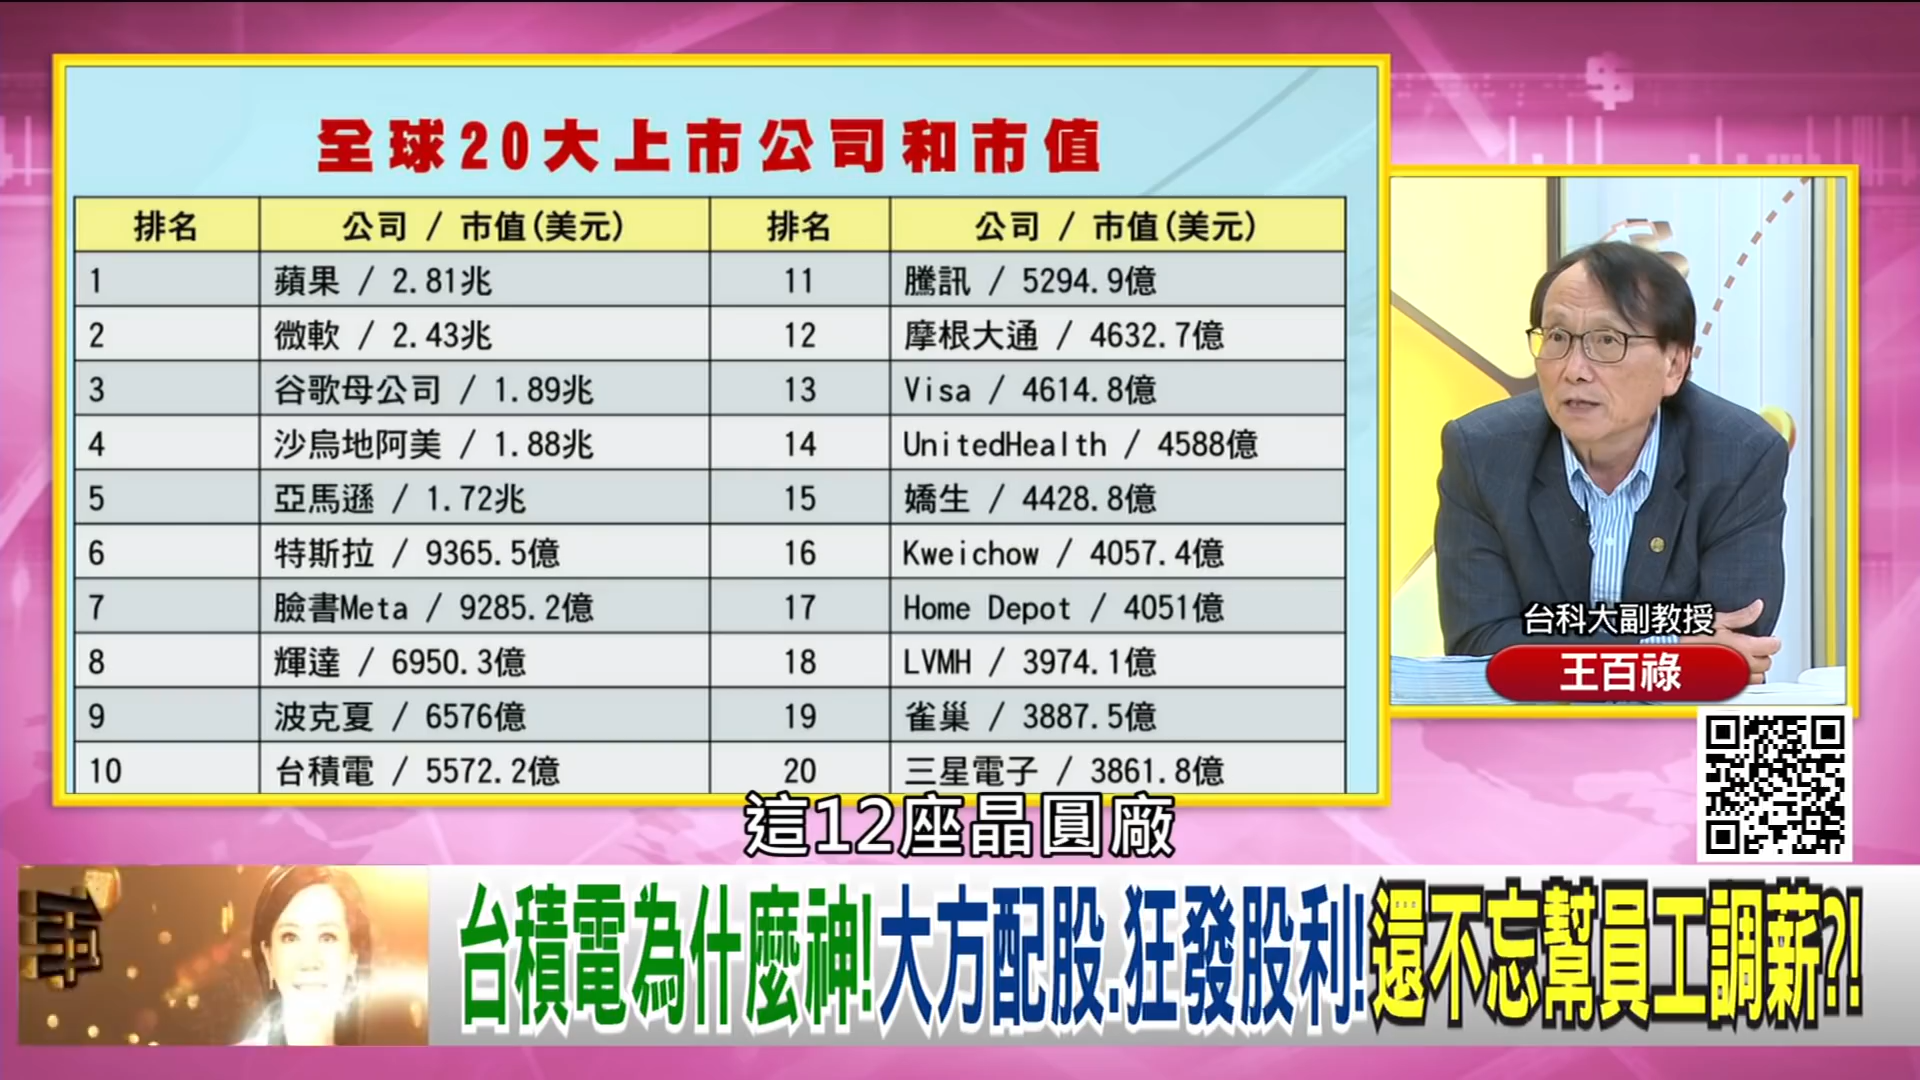 全球20大上市公司和市值
排名 公司 / 市值(美元) 排名 公司 / 市值(美元)
1 蘋果 / 2.81兆 11 騰訊 / 5294.9億
2 微軟 / 2.43兆 12 摩根大通 / 4632.7億
3 谷歌母公司 / 1.89兆 13 Visa / 4614.8億
4 沙烏地阿美 / 1.88兆 14 UnitedHealth / 4588億
5 亞馬遜 / 1.72兆 15 嬌生 / 4428.8億
6 特斯拉 / 9365.5億 16 Kweichow / 4057.4億
7 臉書Meta / 9285.2億 17 Home Depot / 4051億
8 輝達 / 6950.3億 18 LVMH / 3974.1億
9 波克夏 / 6576億 19 雀巢 / 3887.5億
10 台積電 / 5572.2億 20 三星電子 / 3861.8億
台科大副教授
王百祿
這12座晶圓廠
台積電為什麼神!大方配股.狂發股利!還不忘幫員工調薪?!